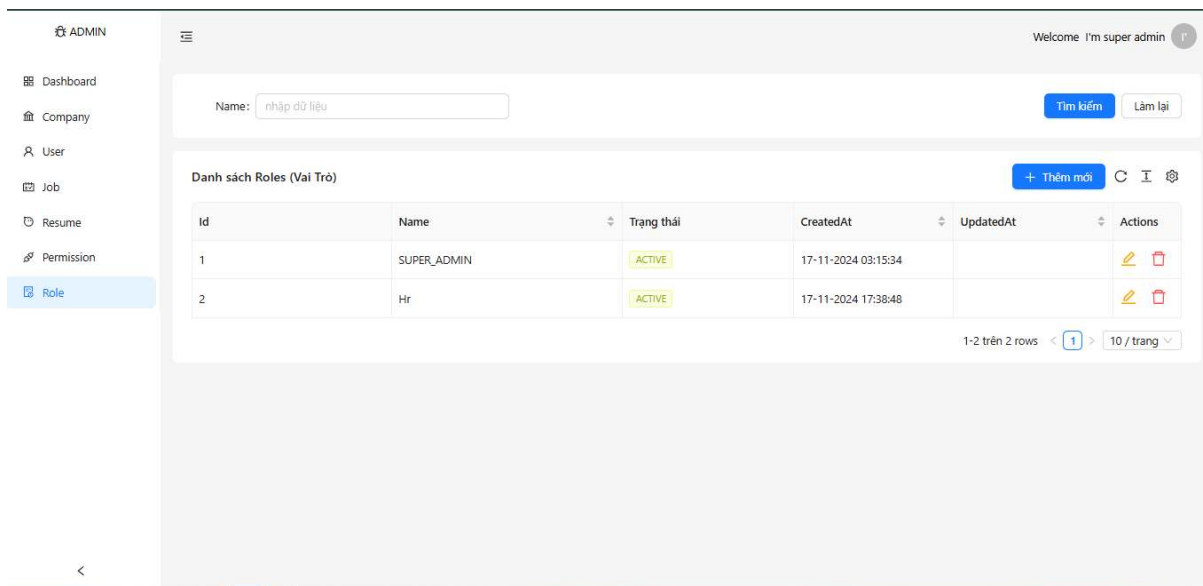 ADMIN
Welcome I'm super admin I'
Dashboard
Company
User
Job
Resume
Permission
Role
Name: nhập dữ liệu
Tìm kiếm Làm lại
Danh sách Roles (Vai Trò)
+ Thêm mới
Id Name Trạng thái CreatedAt UpdatedAt Actions
1 SUPER_ADMIN ACTIVE 17-11-2024 03:15:34
2 Hr ACTIVE 17-11-2024 17:38:48
1-2 trên 2 rows < 1 > 10 / trang